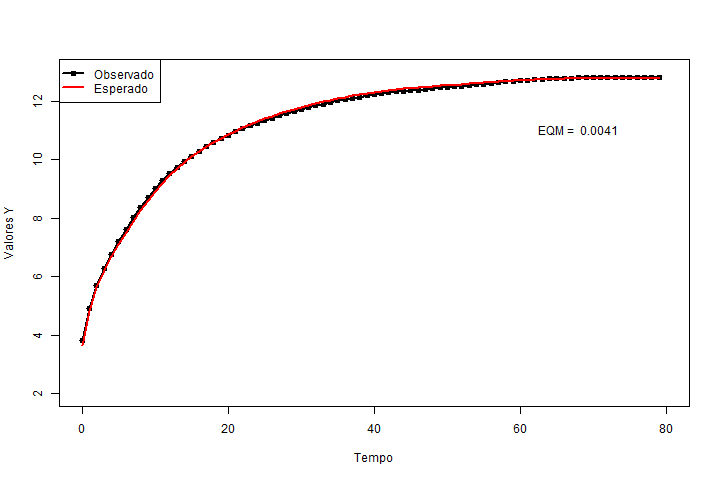 Observado
Esperado
EQM = 0.0041
Valores Y
2
4
6
8
10
12
0
20
40
60
80
Tempo